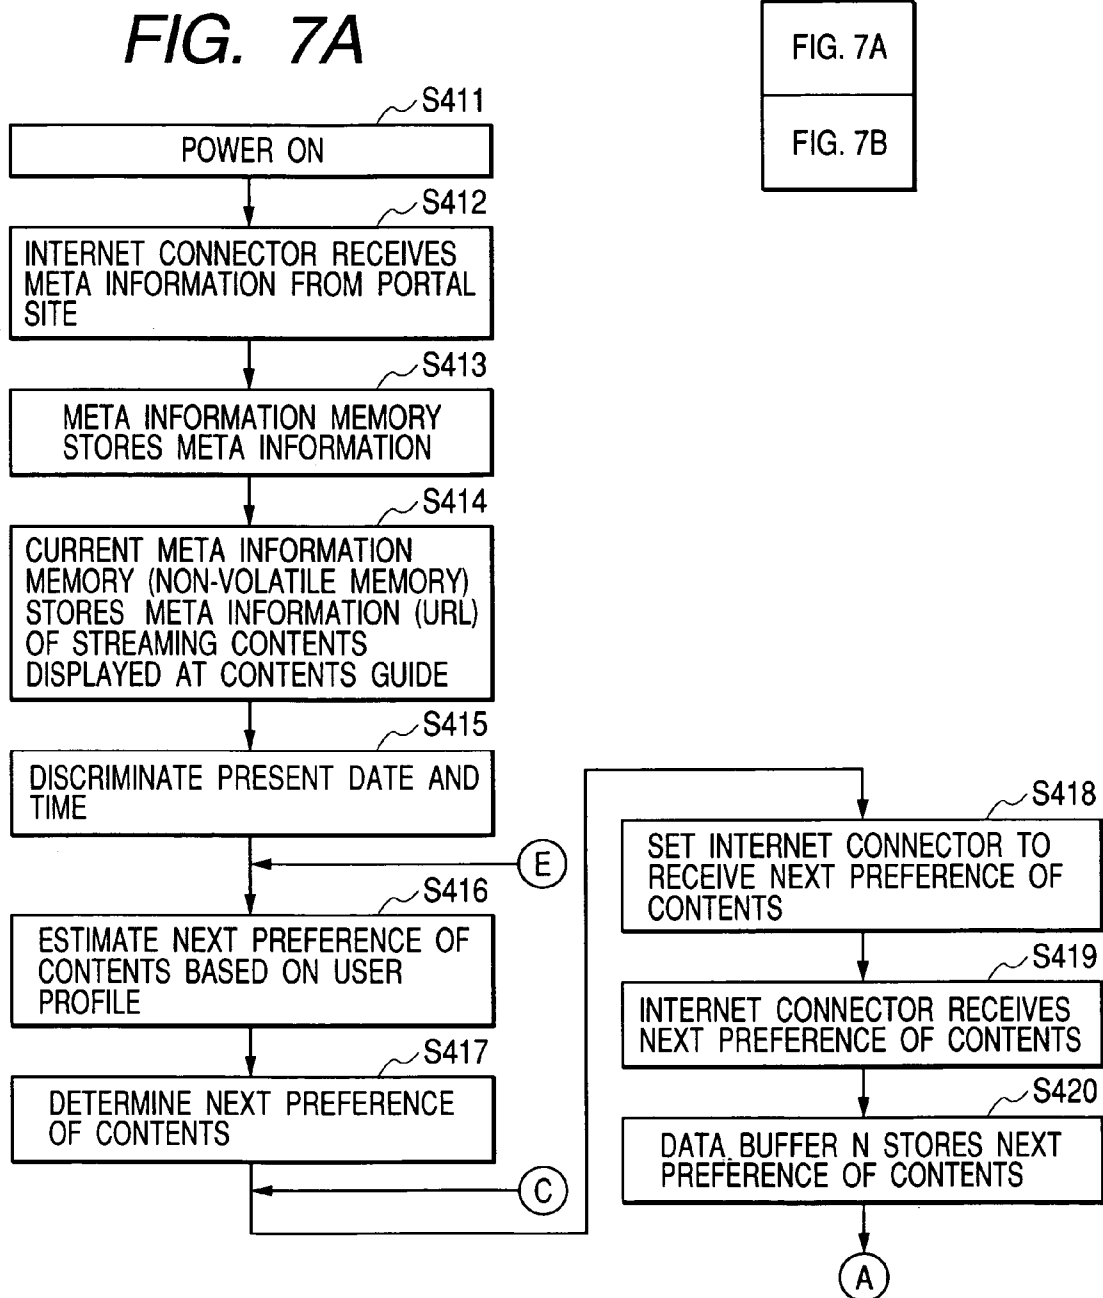 FIG. 7A
FIG. 7A
FIG. 7B
S411
POWER ON
S412
INTERNET CONNECTOR RECEIVES
META INFORMATION FROM PORTAL
SITE
S413
META INFORMATION MEMORY
STORES META INFORMATION
S414
CURRENT META INFORMATION
MEMORY (NON-VOLATILE MEMORY)
STORES META INFORMATION (URL)
OF STREAMING CONTENTS
DISPLAYED AT CONTENTS GUIDE
S415
DISCRIMINATE PRESENT DATE AND
TIME
E
S416
ESTIMATE NEXT PREFERENCE OF
CONTENTS BASED ON USER
PROFILE
S417
DETERMINE NEXT PREFERENCE
OF CONTENTS
C
S418
SET INTERNET CONNECTOR TO
RECEIVE NEXT PREFERENCE OF
CONTENTS
S419
INTERNET CONNECTOR RECEIVES
NEXT PREFERENCE OF CONTENTS
S420
DATA BUFFER N STORES NEXT
PREFERENCE OF CONTENTS
A